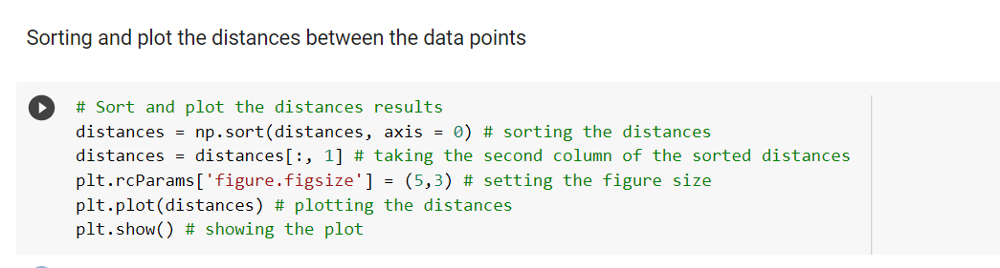 Sorting and plot the distances between the data points
# Sort and plot the distances results
distances = np.sort(distances, axis = 0) # sorting the distances
distances = distances[:, 1] # taking the second column of the sorted distances
plt.rcParams['figure.figsize'] = (5,3) # setting the figure size
plt.plot(distances) # plotting the distances
plt.show() # showing the plot